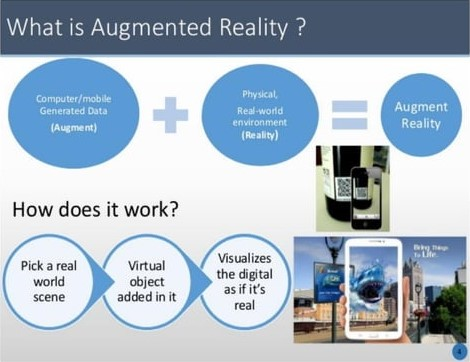 What is Augmented Reality ?
Computer/mobile
Generated Data
(Augment)
Physical,
Real-world
environment
(Reality)
Augment
Reality
How does it work?
Pick a real
world
scene
Virtual
object
added in it
Visualizes
the digital
as if it's
real
Bring Things
To Life.